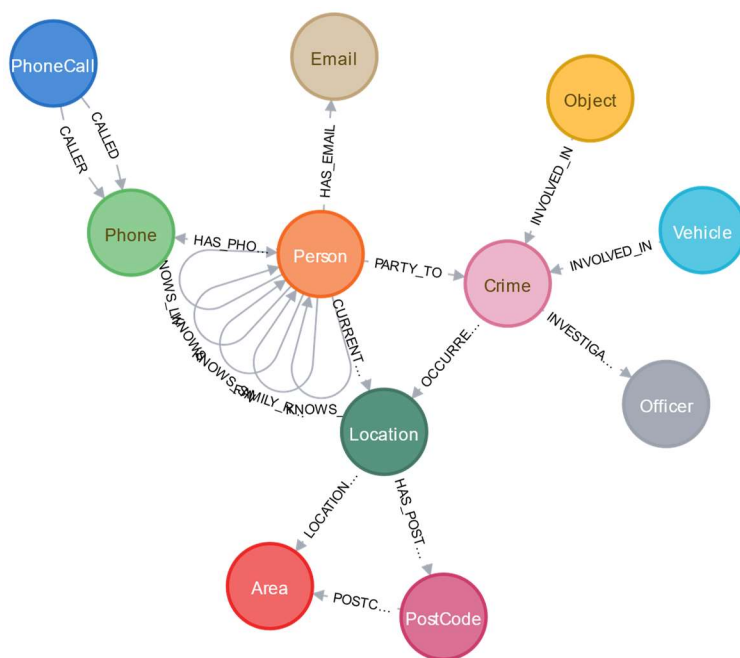 PhoneCall
Email
Object
CALLER
CALLED
HAS_EMAIL
INVOLVED_IN
Phone
HAS_PHO...
Person
PARTY_TO
Crime
INVOLVED_IN
Vehicle
CURRENT...
OCCURRE...
INVESTIGA...
Officer
KNOWS_
Location
LOCATION...
HAS_POST...
Area
POSTC...
PostCode